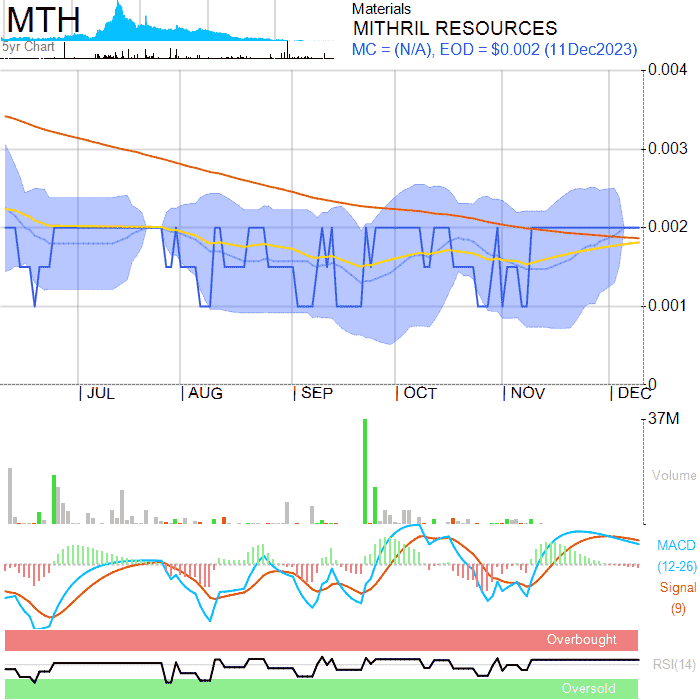 MTH
5yr Chart
Materials
MITHRIL RESOURCES
MC = (N/A), EOD = $0.002 (11Dec2023)
0.004
0.003
0.002
0.001
0
JUL AUG SEP OCT NOV DEC
37M
Volume
MACD
(12-26)
Signal
(9)
Overbought
RSI(14)
Oversold